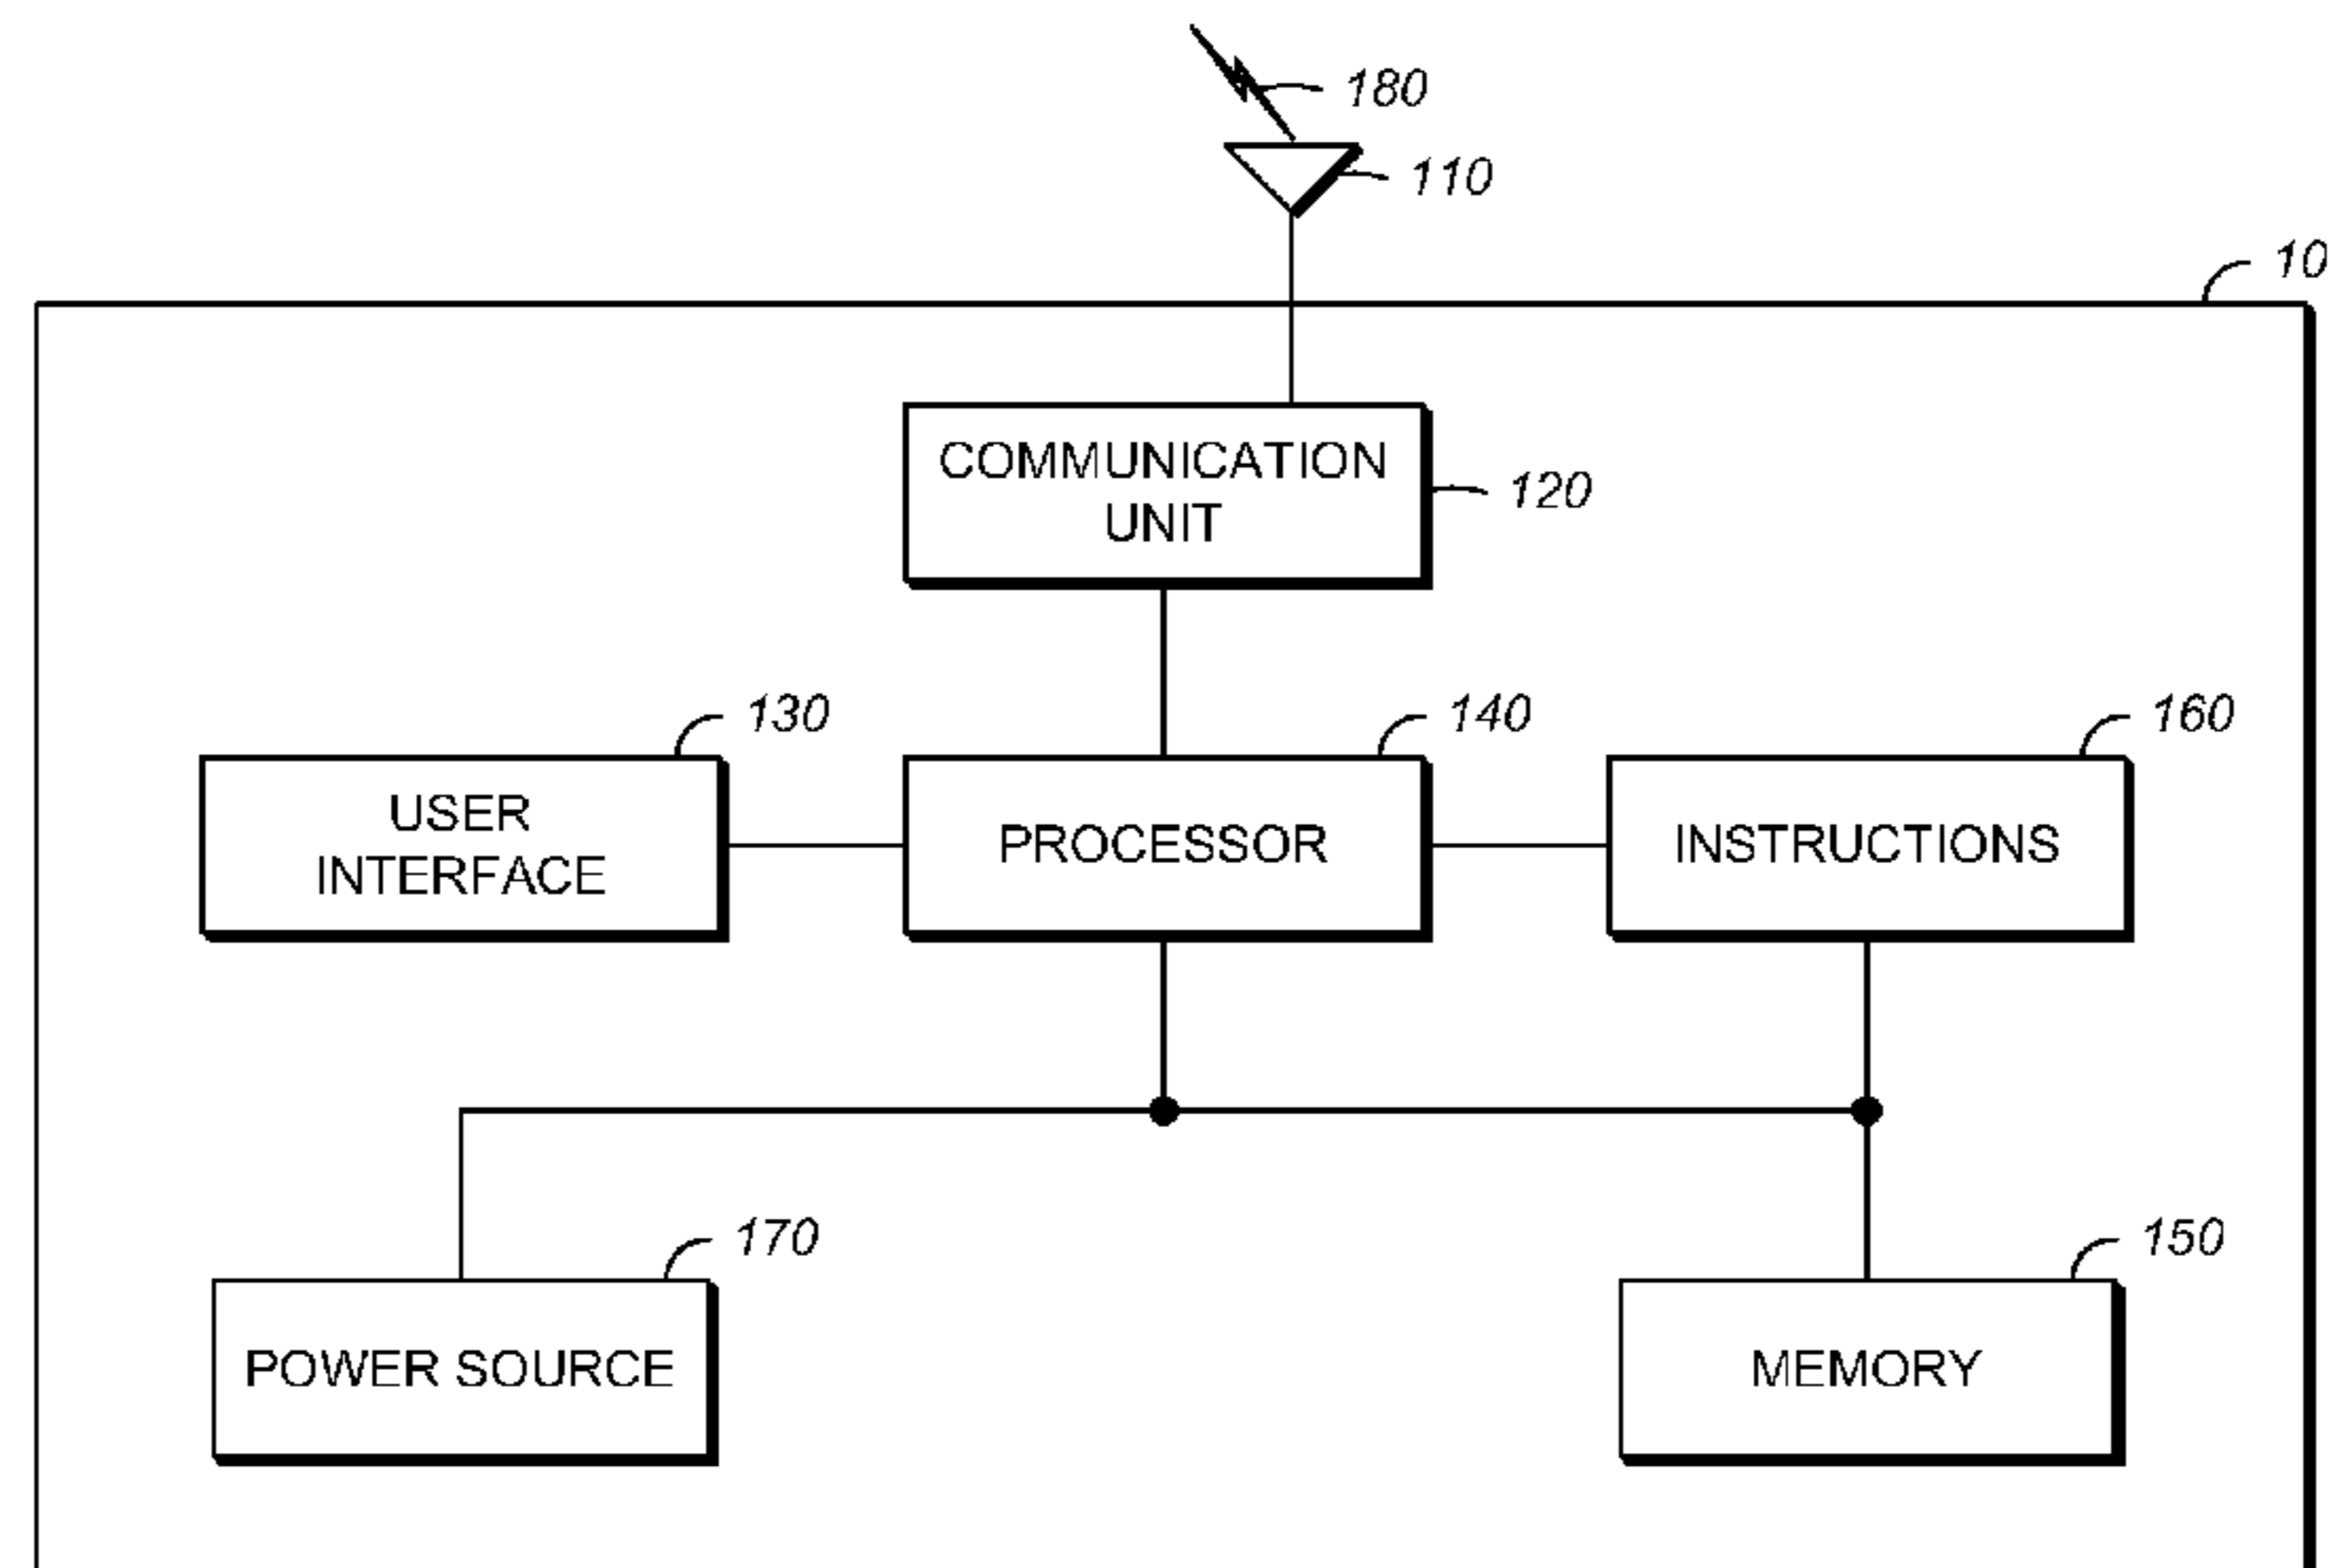 180
110
10
COMMUNICATION
UNIT
120
130
140
160
USER
INTERFACE
PROCESSOR
INSTRUCTIONS
170
150
POWER SOURCE
MEMORY